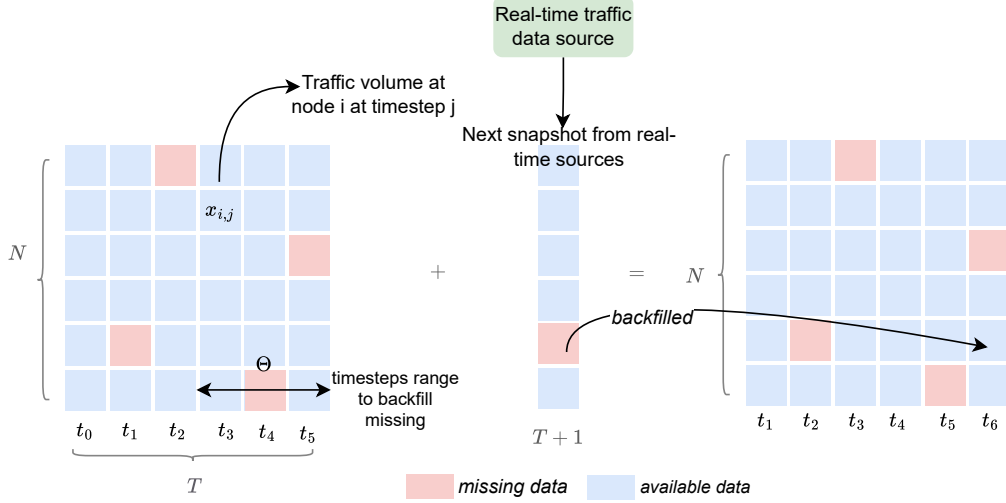 Real-time traffic
data source
Traffic volume at
node i at timestep j
Next snapshot from real-
time sources
x_{i,j}
N
+
=
N
backfilled
Θ
timesteps range
to backfill
missing
t_0 t_1 t_2 t_3 t_4 t_5
T
T + 1
t_1 t_2 t_3 t_4 t_5 t_6
missing data
available data